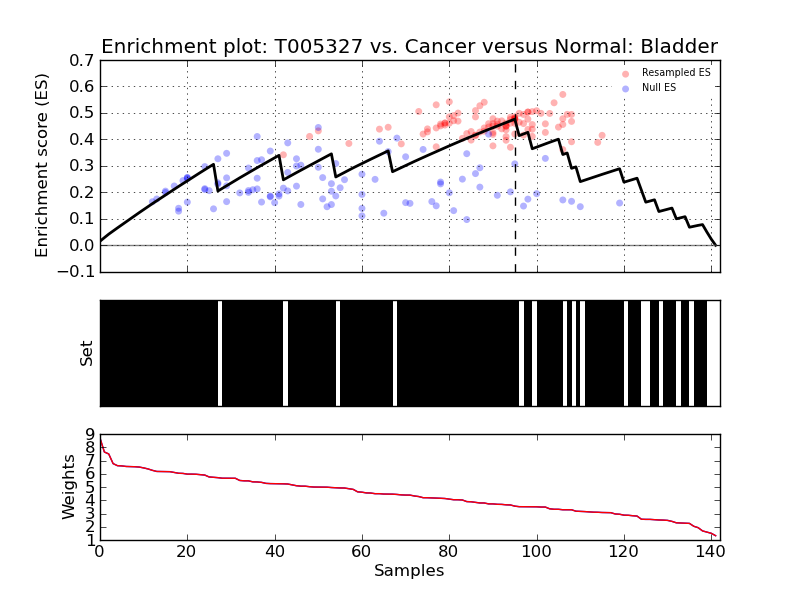 Enrichment plot: T005327 vs. Cancer versus Normal: Bladder
0.7
0.6
0.5
0.4
0.3
0.2
0.1
0.0
−0.1
Enrichment score (ES)
Resampled ES
Null ES
Set
9
8
7
6
5
4
3
2
1
Weights
0 20 40 60 80 100 120 140
Samples